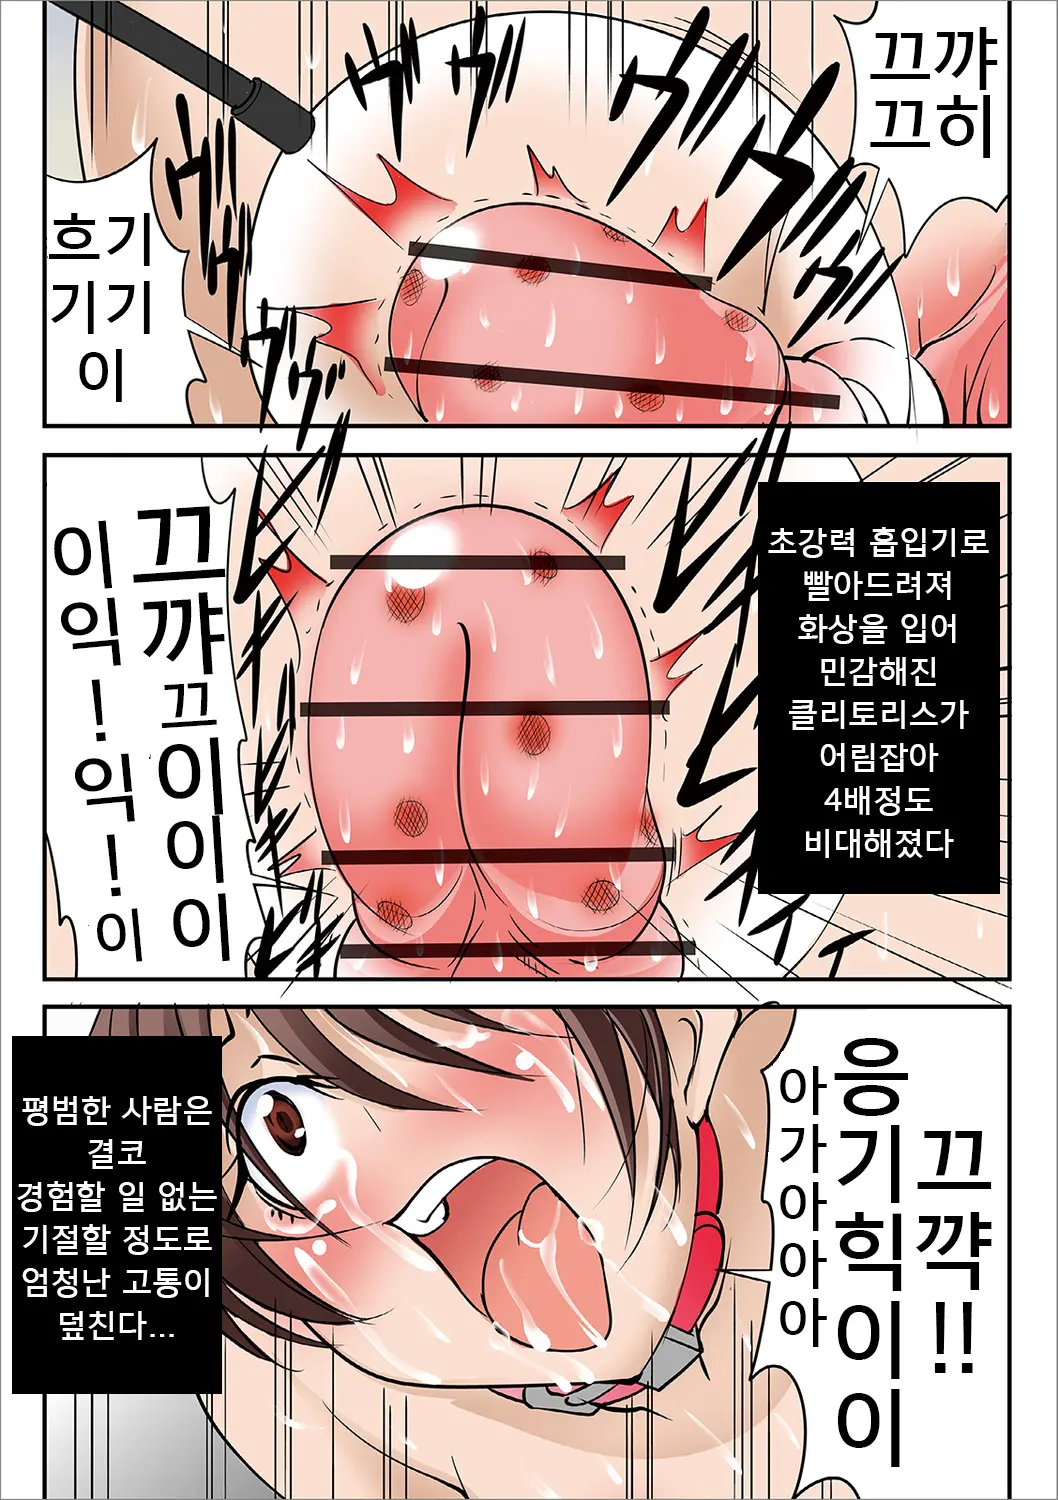 끄꺄
끄히
흐기
기기
이
초강력 흡입기로
빨아드려져
화상을 입어
민감해진
클리토리스가
어림잡아
4배정도
비대해졌다
끄꺄끄이이이
이익!익!이
끄꺅!!
응기힉이이
아가아아아
평범한 사람은
결코
경험할 일 없는
기절할 정도로
엄청난 고통이
덮친다...